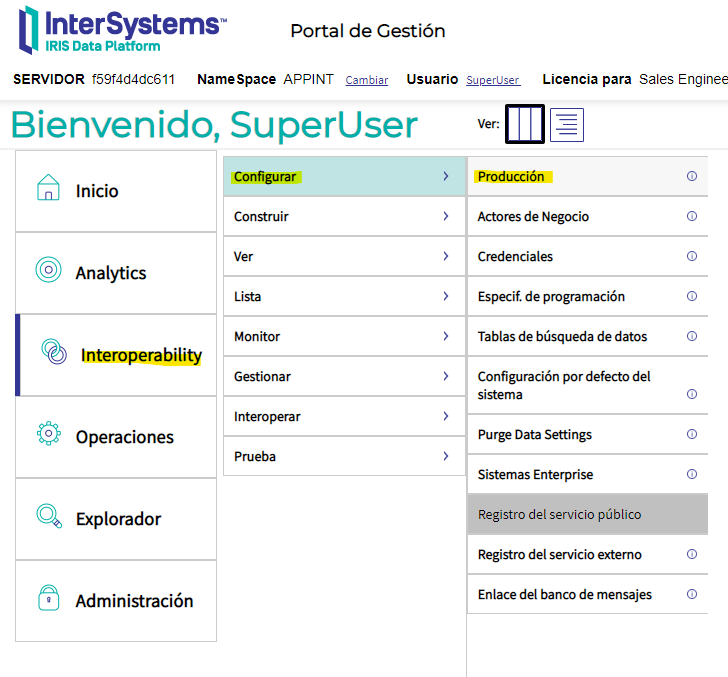 InterSystems™
IRIS Data Platform
Portal de Gestión
SERVIDOR f59f4d4dc611 NameSpace APPINT Cambiar Usuario SuperUser Licencia para Sales Enginee
Bienvenido, SuperUser
Ver:
Inicio
Analytics
Interoperability
Operaciones
Explorador
Administración
Configurar
Construir
Ver
Lista
Monitor
Gestionar
Interoperar
Prueba
Producción
Actores de Negocio
Credenciales
Especif. de programación
Tablas de búsqueda de datos
Configuración por defecto del
sistema
Purge Data Settings
Sistemas Enterprise
Registro del servicio público
Registro del servicio externo
Enlace del banco de mensajes